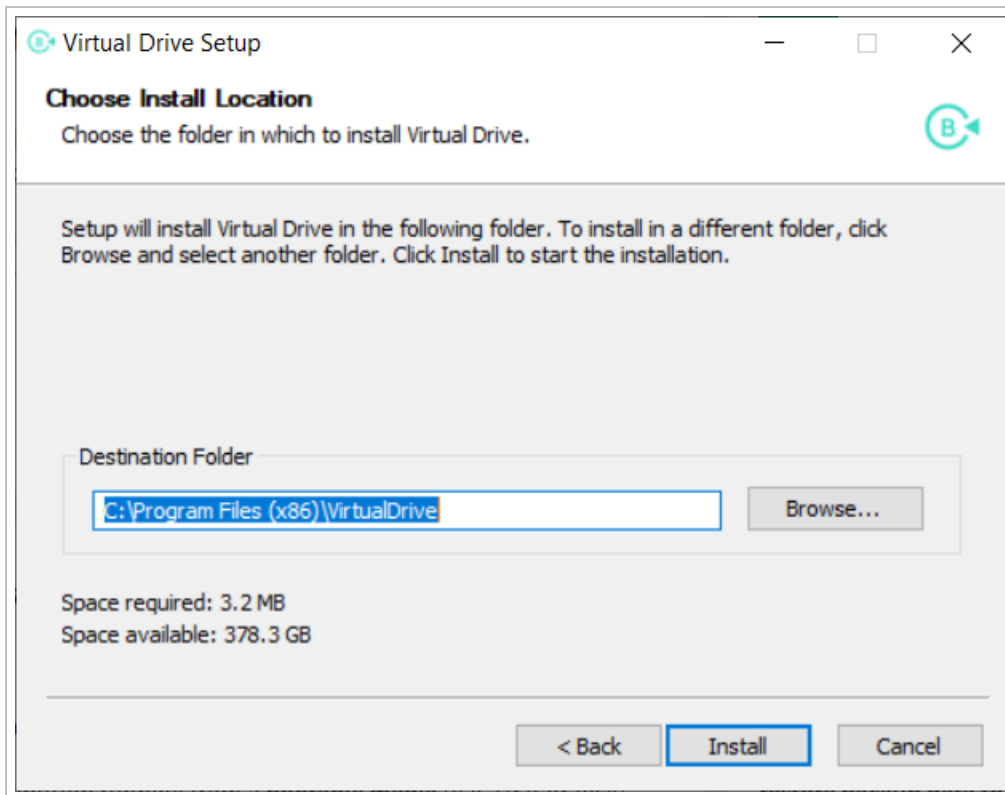 Virtual Drive Setup
Choose Install Location
Choose the folder in which to install Virtual Drive.
B
Setup will install Virtual Drive in the following folder. To install in a different folder, click
Browse and select another folder. Click Install to start the installation.
Destination Folder
C:\Program Files (x86)\VirtualDrive
Browse...
Space required: 3.2 MB
Space available: 378.3 GB
< Back
Install
Cancel